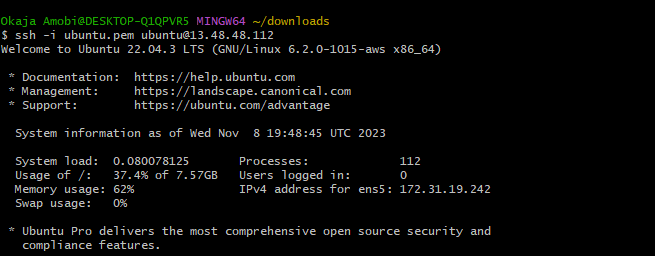 Okaja Amobi@DESKTOP-Q1QPVR5 MINGW64 ~/downloads
$ ssh -i ubuntu.pem ubuntu@13.48.48.112
Welcome to Ubuntu 22.04.3 LTS (GNU/Linux 6.2.0-1015-aws x86_64)

 * Documentation:  https://help.ubuntu.com
 * Management:     https://landscape.canonical.com
 * Support:        https://ubuntu.com/advantage

  System information as of Wed Nov  8 19:48:45 UTC 2023

  System load:  0.080078125       Processes:             112
  Usage of /:   37.4% of 7.57GB   Users logged in:       0
  Memory usage: 62%               IPv4 address for ens5: 172.31.19.242
  Swap usage:   0%

 * Ubuntu Pro delivers the most comprehensive open source security and
   compliance features.